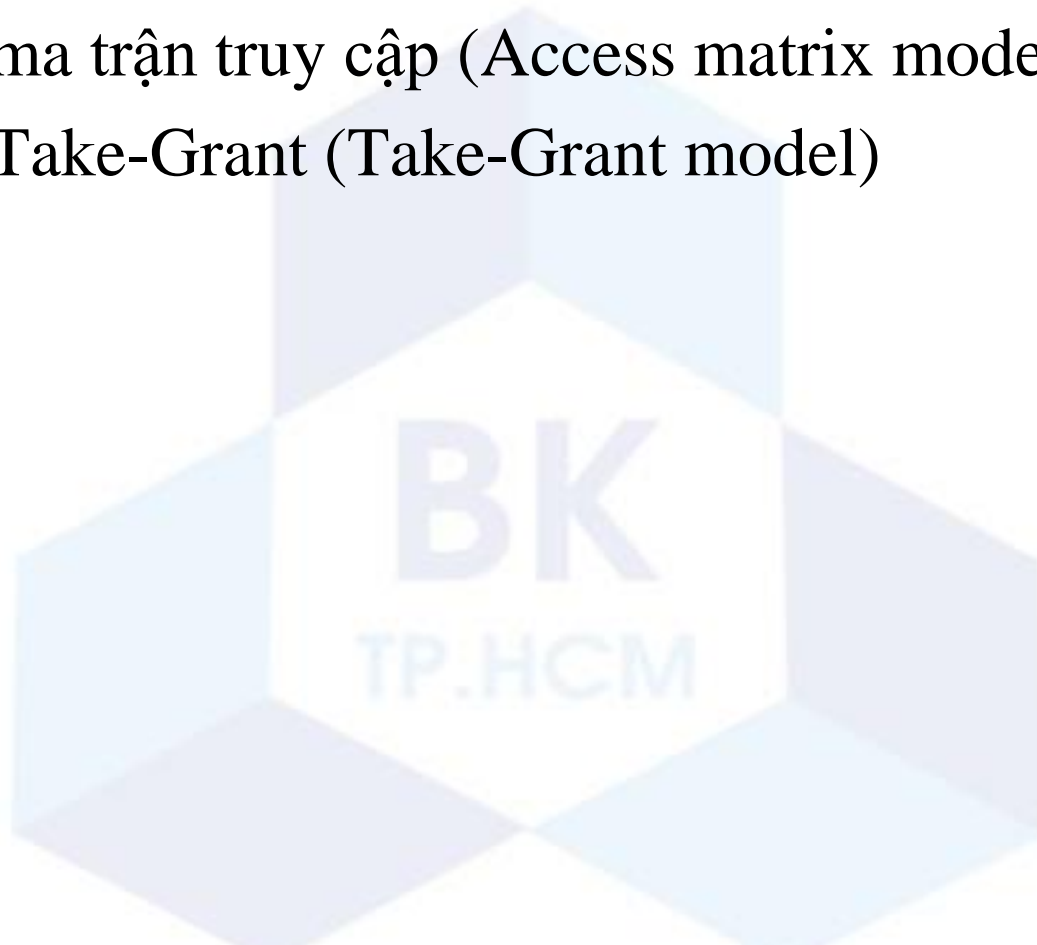 ma trận truy cập (Access matrix mode
Take-Grant (Take-Grant model)
BK
TP.HCM